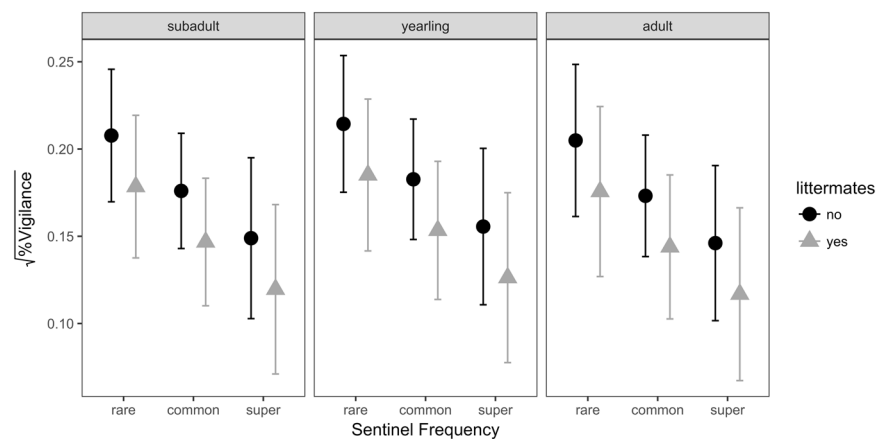 subadult yearling adult
0.25
0.20
0.15
0.10
√%Vigilance
rare common super rare common super rare common super
Sentinel Frequency
littermates
no
yes